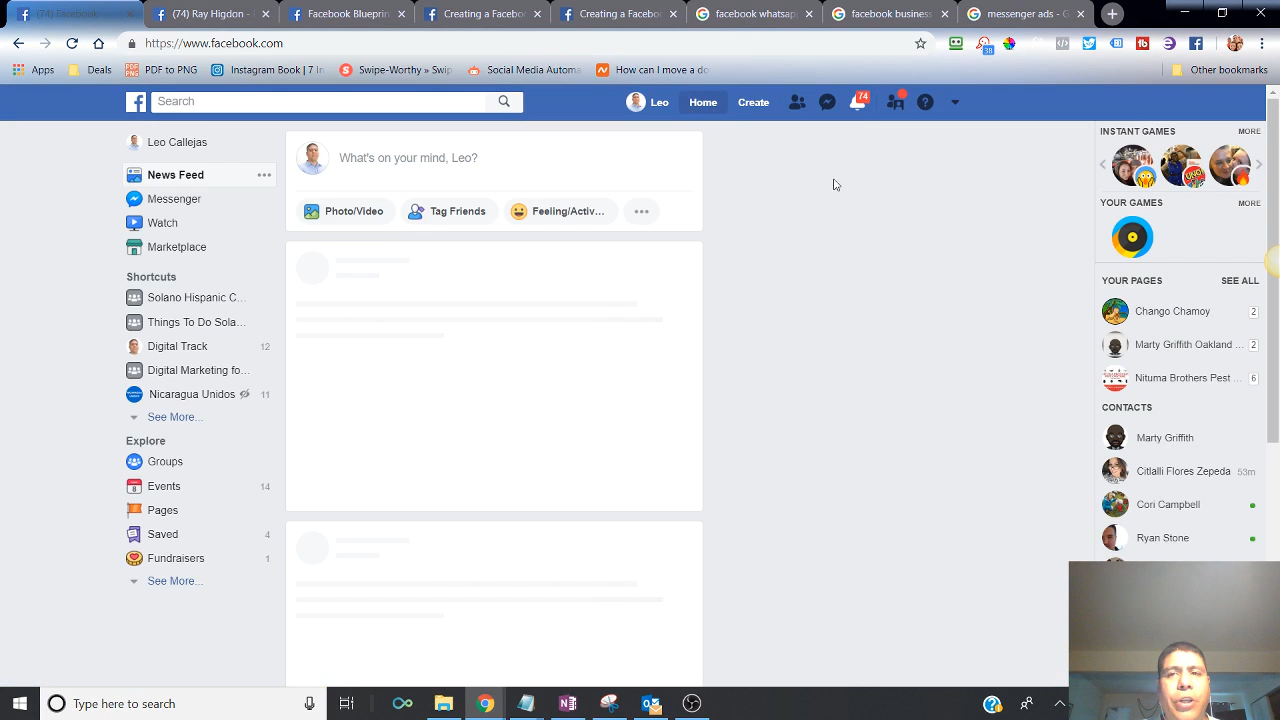 (74) Facebook
(74) Ray Higdon -
Facebook Blueprin
Creating a Facebo
Creating a Facebo
facebook whatsap
facebook business
messenger ads - G
https://www.facebook.com
38
Apps
Deals
PDF to PNG
Instagram Book | 7 In
Swipe-Worthy » Swip
Social Media Automa
How can I move a do
Other bookmarks
Search
Leo
Home
Create
74
Leo Callejas
News Feed
Messenger
Watch
Marketplace
Shortcuts
Solano Hispanic C...
Things To Do Sola...
Digital Track 12
Digital Marketing fo...
Nicaragua Unidos 11
See More...
Explore
Groups
Events 14
Pages
Saved 4
Fundraisers 1
See More...
What's on your mind, Leo?
Photo/Video
Tag Friends
Feeling/Activ...
INSTANT GAMES MORE
YOUR GAMES MORE
YOUR PAGES SEE ALL
Chango Chamoy 2
Marty Griffith Oakland ... 2
Nituma Brothers Pest ... 6
CONTACTS
Marty Griffith
Citlalli Flores Zepeda 53m
Cori Campbell
Ryan Stone
Type here to search